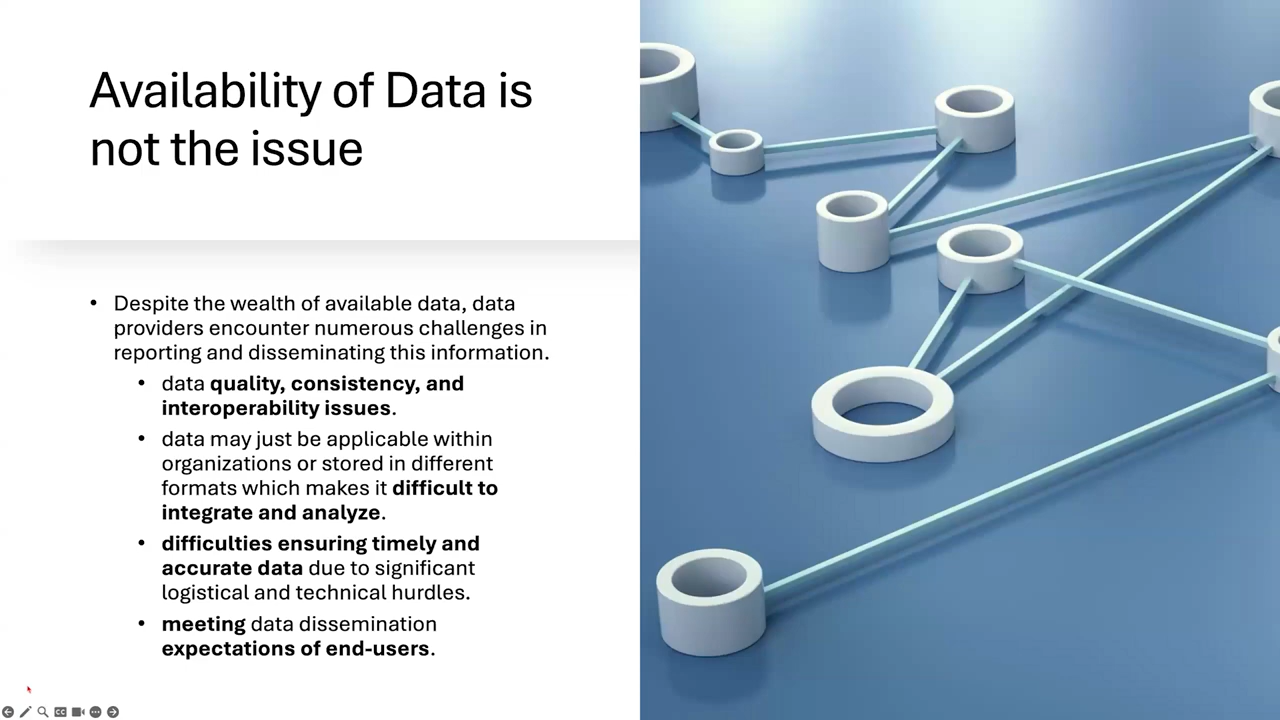 Availability of Data is
not the issue
• Despite the wealth of available data, data
providers encounter numerous challenges in
reporting and disseminating this information.
• data quality, consistency, and
interoperability issues.
• data may just be applicable within
organizations or stored in different
formats which makes it difficult to
integrate and analyze.
• difficulties ensuring timely and
accurate data due to significant
logistical and technical hurdles.
• meeting data dissemination
expectations of end-users.